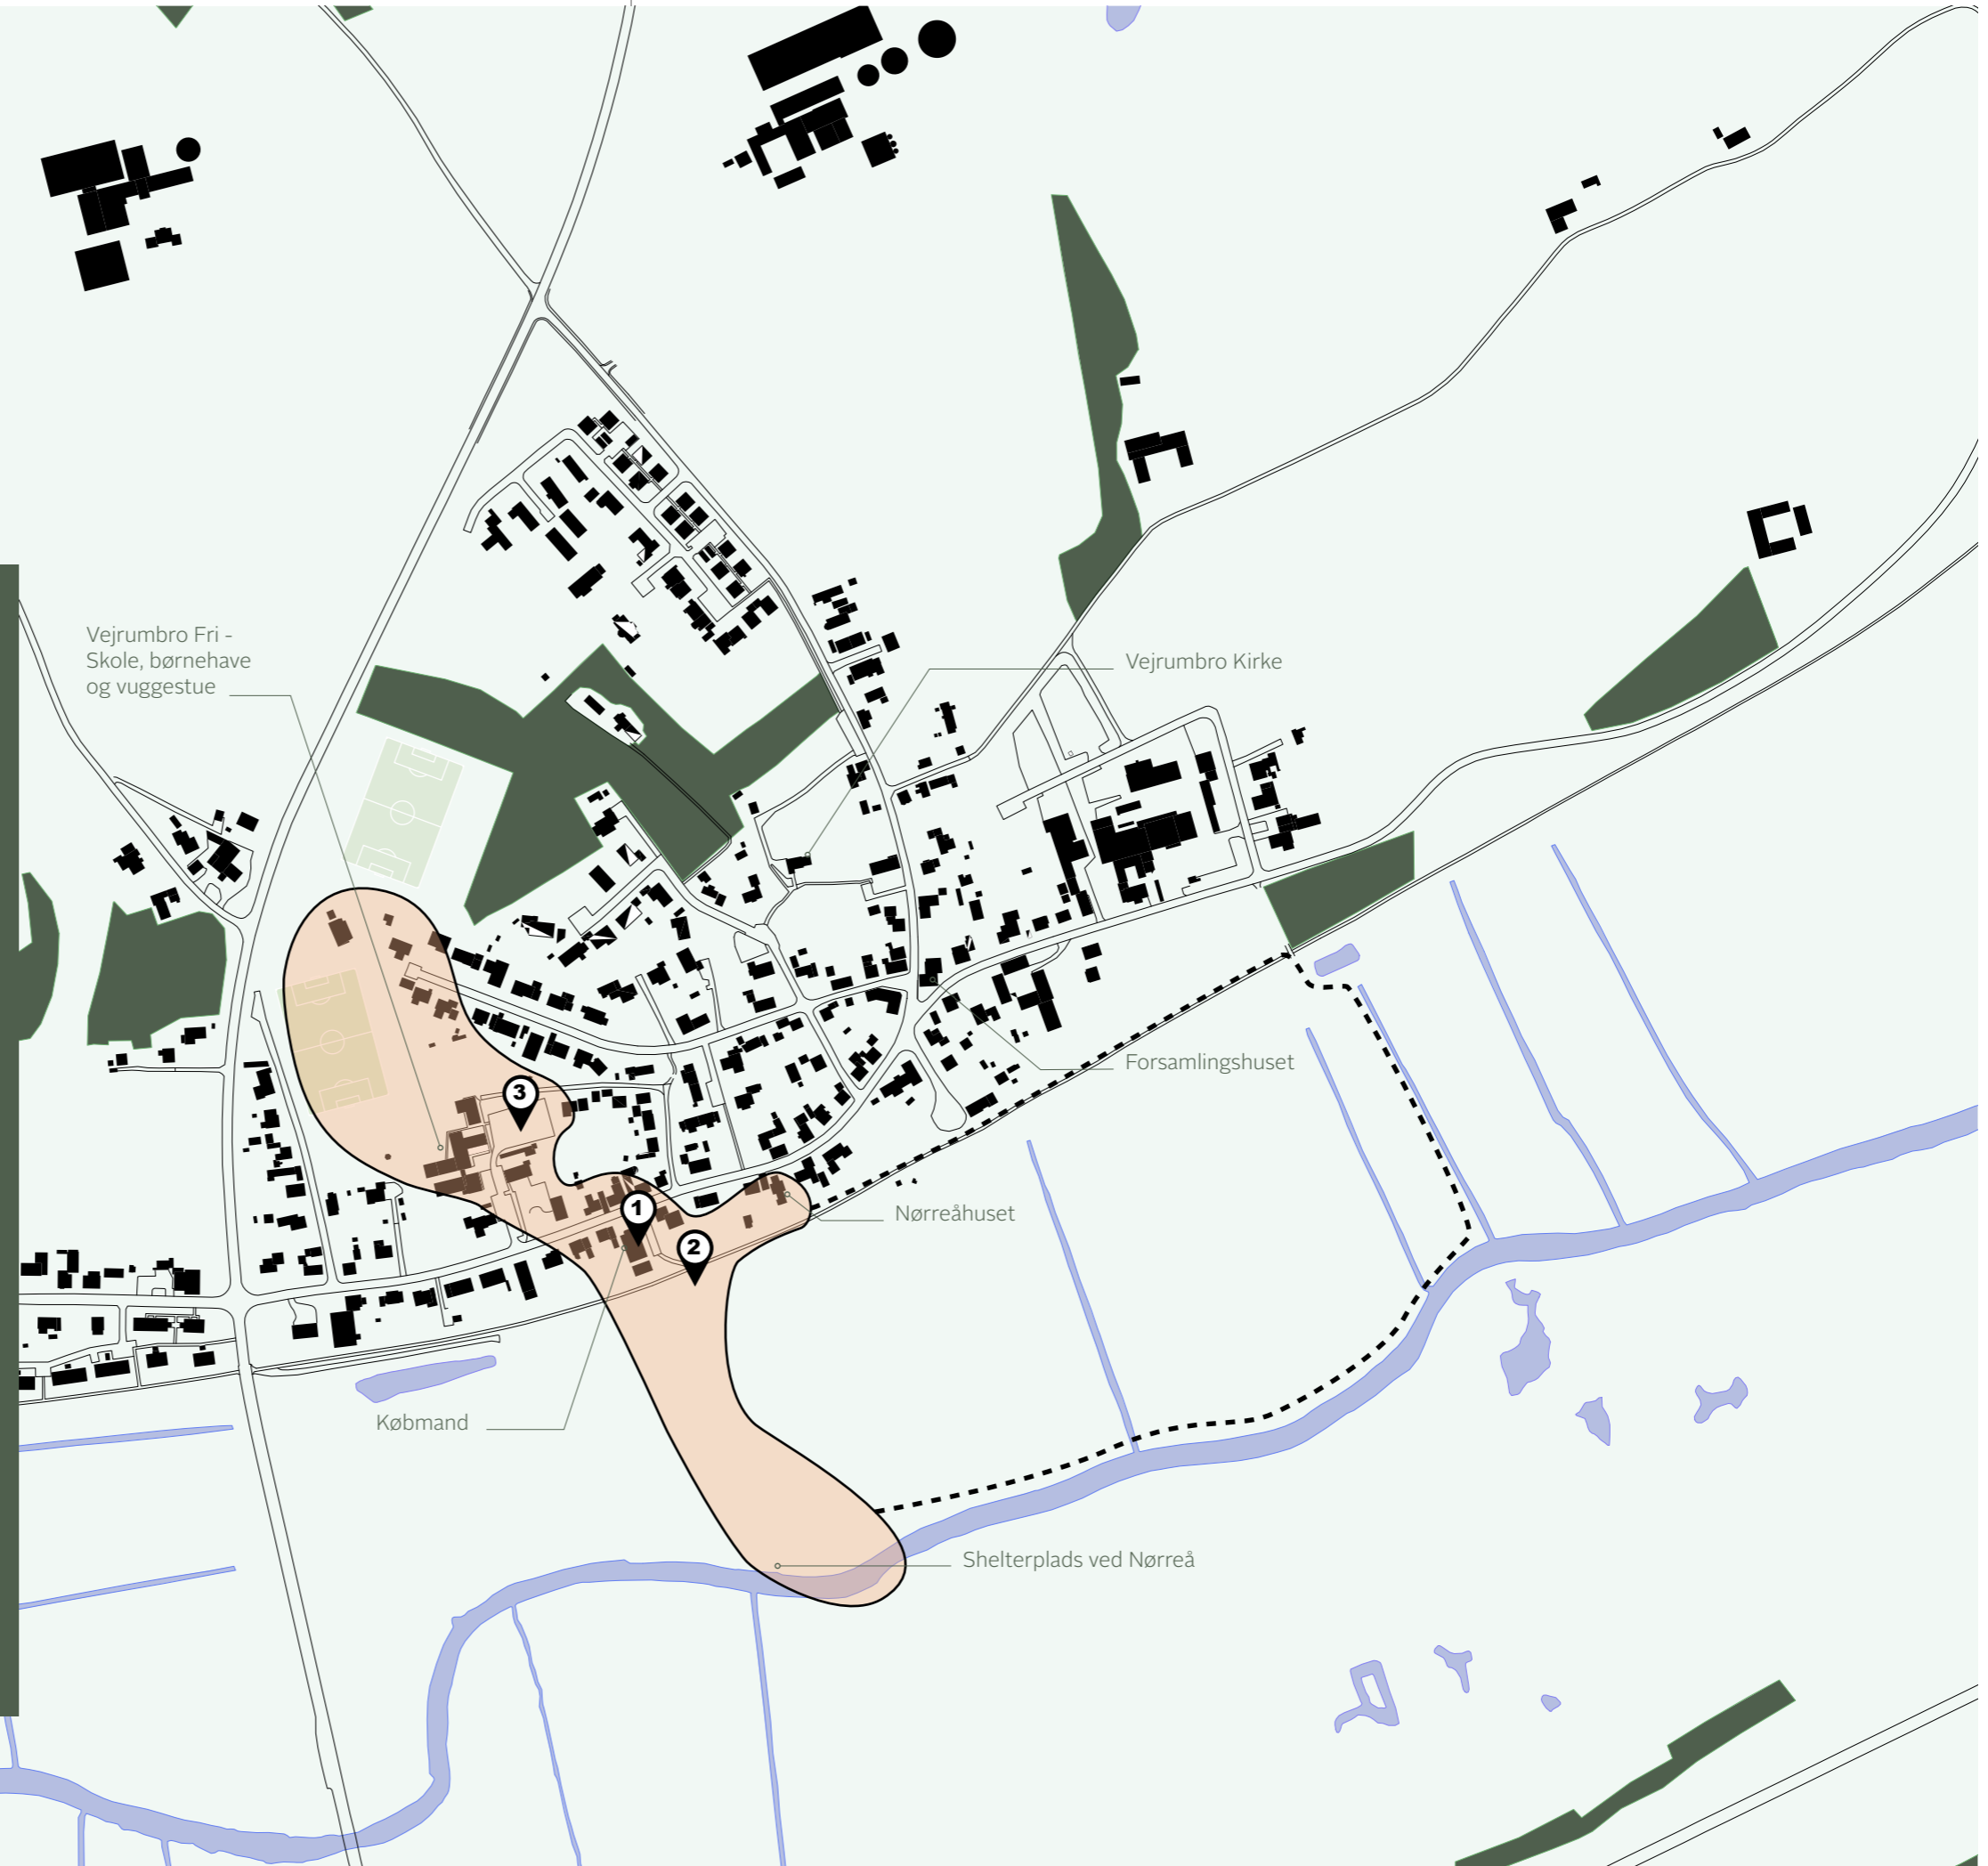 Vejrumbro Fri -
Skole, børnehave
og vuggestue
Vejrumbro Kirke
Forsamlingshuset
3
1
2
Nørreåhuset
Købmand
Shelterplads ved Nørreå